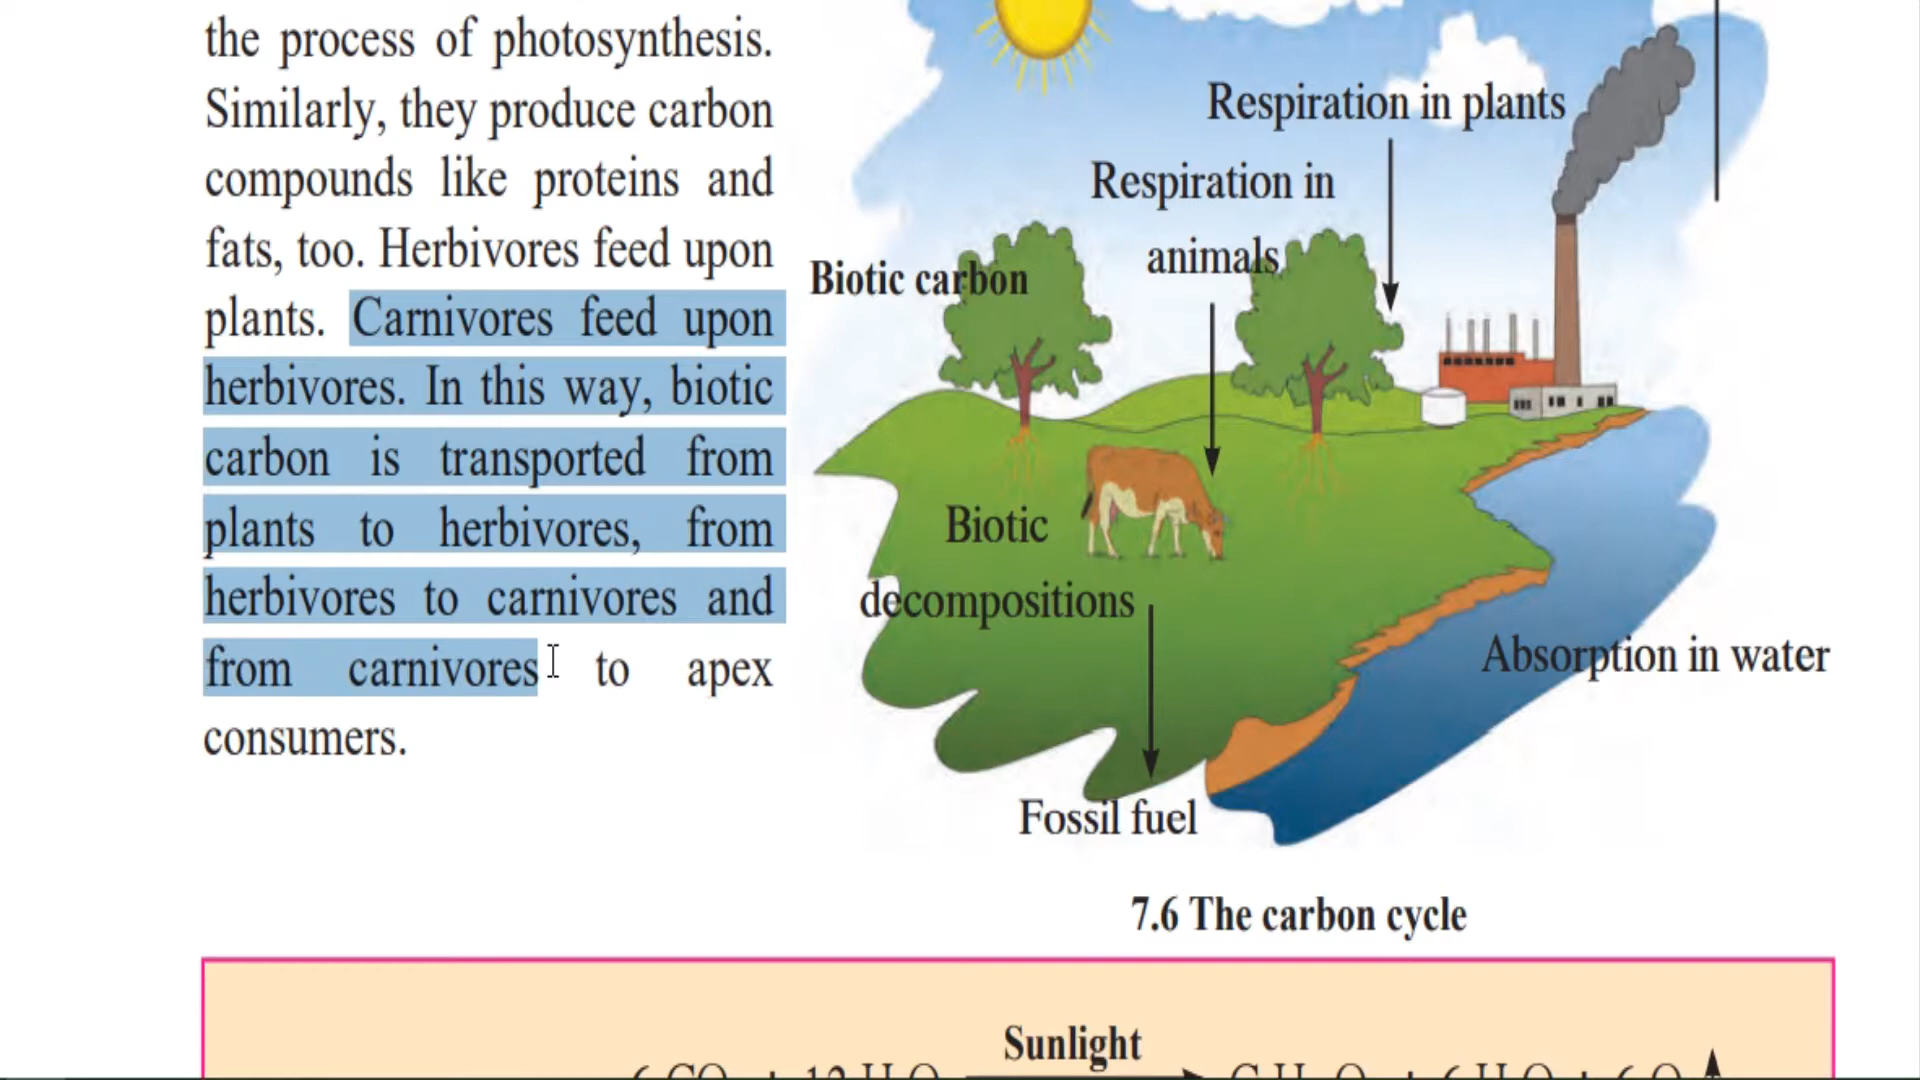 the process of photosynthesis.
Similarly, they produce carbon
compounds like proteins and
fats, too. Herbivores feed upon
plants. Carnivores feed upon
herbivores. In this way, biotic
carbon is transported from
plants to herbivores, from
herbivores to carnivores and
from carnivores to apex
consumers.
Respiration in plants
Respiration in
animals
Biotic carbon
Biotic
decompositions
Absorption in water
Fossil fuel
7.6 The carbon cycle
Sunlight